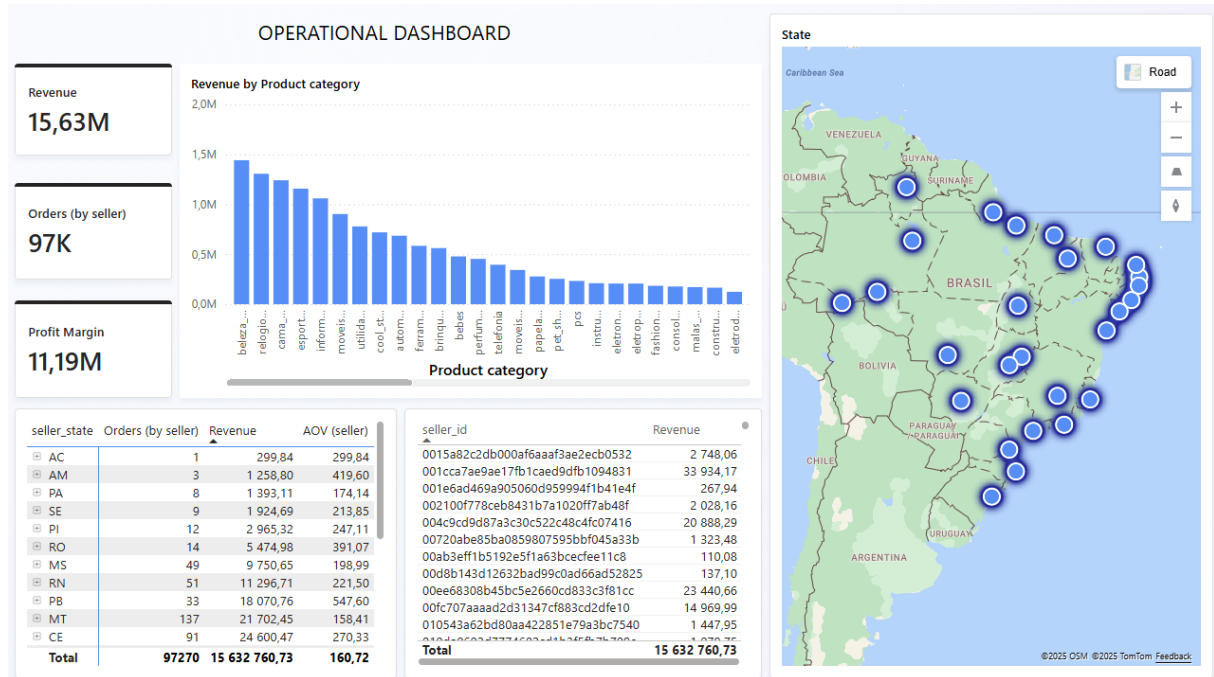 OPERATIONAL DASHBOARD
Revenue
15,63M
Orders (by seller)
97K
Profit Margin
11,19M
Revenue by Product category
2,0M
1,5M
1,0M
0,5M
0,0M
beleza_...
relogio...
cama_...
esport...
inform...
moveis...
utilida...
cool_st...
autom...
ferram...
brinqu...
bebes
perfum...
telefonia
moveis...
papela...
pet_sh...
pcs
instru...
eletron...
eletrop...
fashion...
consol...
malas_...
constru...
eletrod...
Product category
seller_state Orders (by seller) Revenue AOV (seller)
AC 1 299,84 299,84
AM 3 1 258,80 419,60
PA 8 1 393,11 174,14
SE 9 1 924,69 213,85
PI 12 2 965,32 247,11
RO 14 5 474,98 391,07
MS 49 9 750,65 198,99
RN 51 11 296,71 221,50
PB 33 18 070,76 547,60
MT 137 21 702,45 158,41
CE 91 24 600,47 270,33
Total 97270 15 632 760,73 160,72
seller_id Revenue
0015a82c2db000af6aaaf3ae2ecb0532 2 748,06
001cca7ae9ae17fb1caed9dfb1094831 33 934,17
001e6ad469a905060d959994f1b41e4f 267,94
002100f778ceb8431b7a1020ff7ab48f 2 028,16
004c9cd9d87a3c30c522c48c4fc07416 20 888,29
00720abe85ba0859807595bbf045a33b 1 323,48
00ab3eff1b5192e5f1a63bcecfee11c8 110,08
00d8b143d12632bad99c0ad66ad52825 137,10
00ee68308b45bc5e2660cd833c3f81cc 23 440,66
00fc707aaaad2d31347cf883cd2dfe10 14 969,99
010543a62bd80aa422851e79a3bc7540 1 447,95
Total 15 632 760,73
State
Caribbean Sea
Road
VENEZUELA
GUYANA
SURINAME
OLOMBIA
BRASIL
BOLIVIA
PARAGUAY
/ PARAGUÁI
CHILE
URUGUAY
ARGENTINA
©2025 OSM ©2025 TomTom Feedback